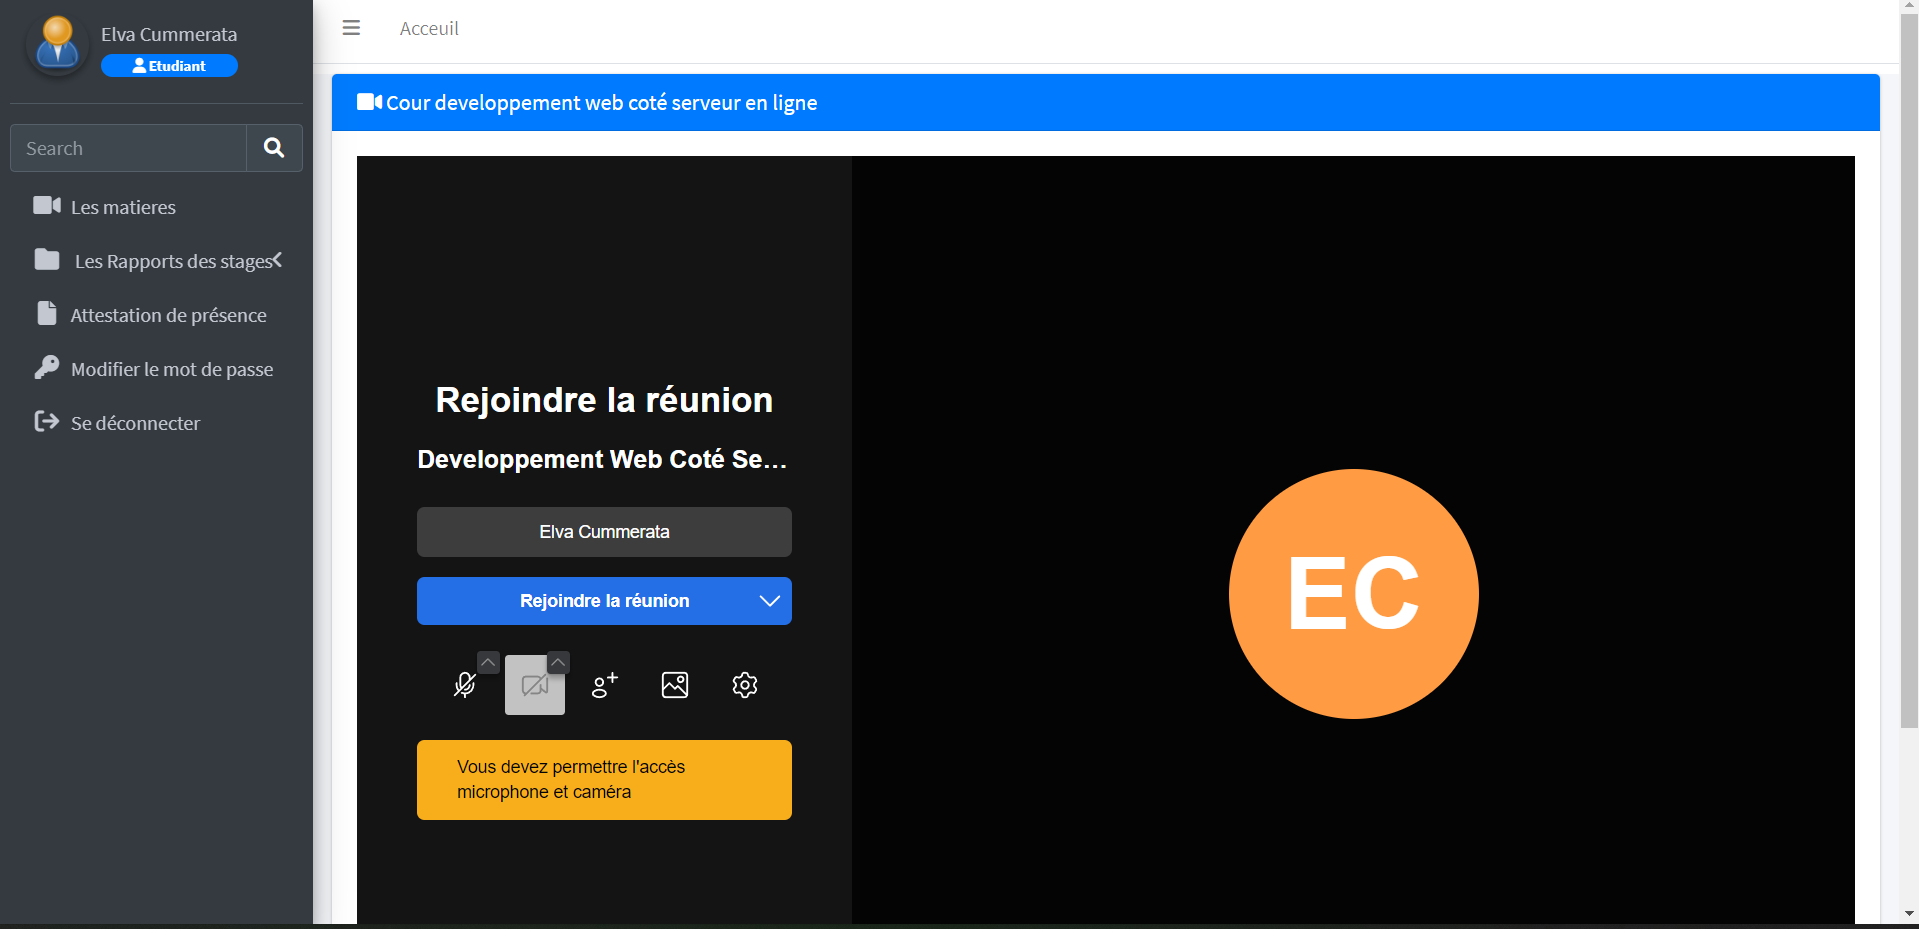 Elva Cummerata
Etudiant
Search
Les matieres
Les Rapports des stages
Attestation de présence
Modifier le mot de passe
Se déconnecter
Acceuil
Cour developpement web coté serveur en ligne
Rejoindre la réunion
Developpement Web Coté Se...
Elva Cummerata
Rejoindre la réunion
Vous devez permettre l'accès
microphone et caméra
EC